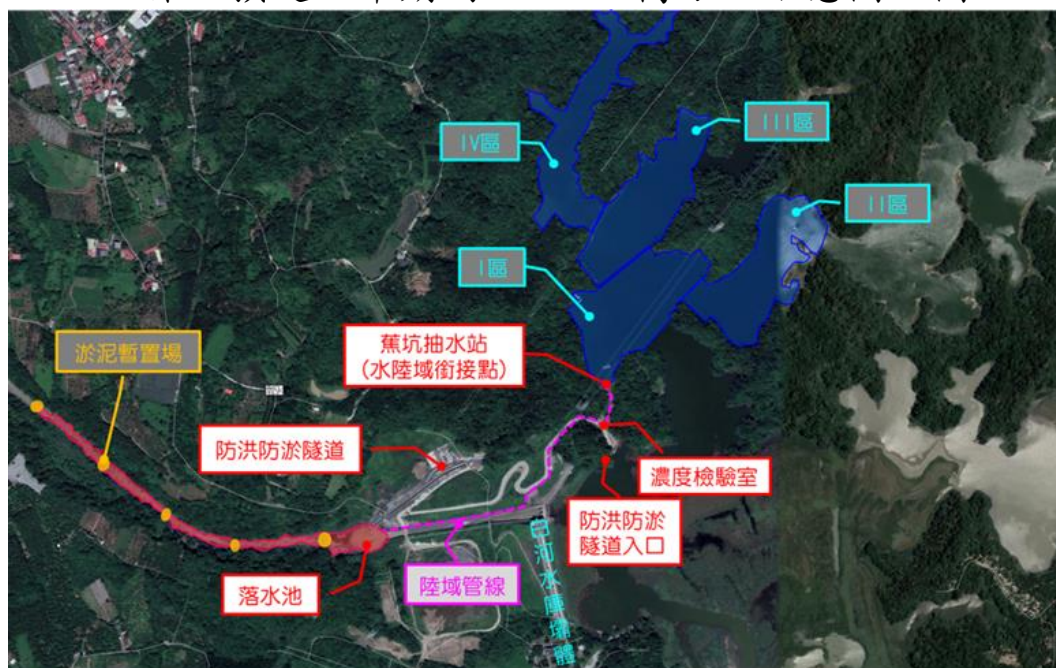 IV區
III區
II區
I區
蕉坑抽水站
(水陸域銜接點)
淤泥暫置場
防洪防淤隧道
濃度檢驗室
防洪防淤
隧道入口
落水池
陸域管線
白河水庫壩體